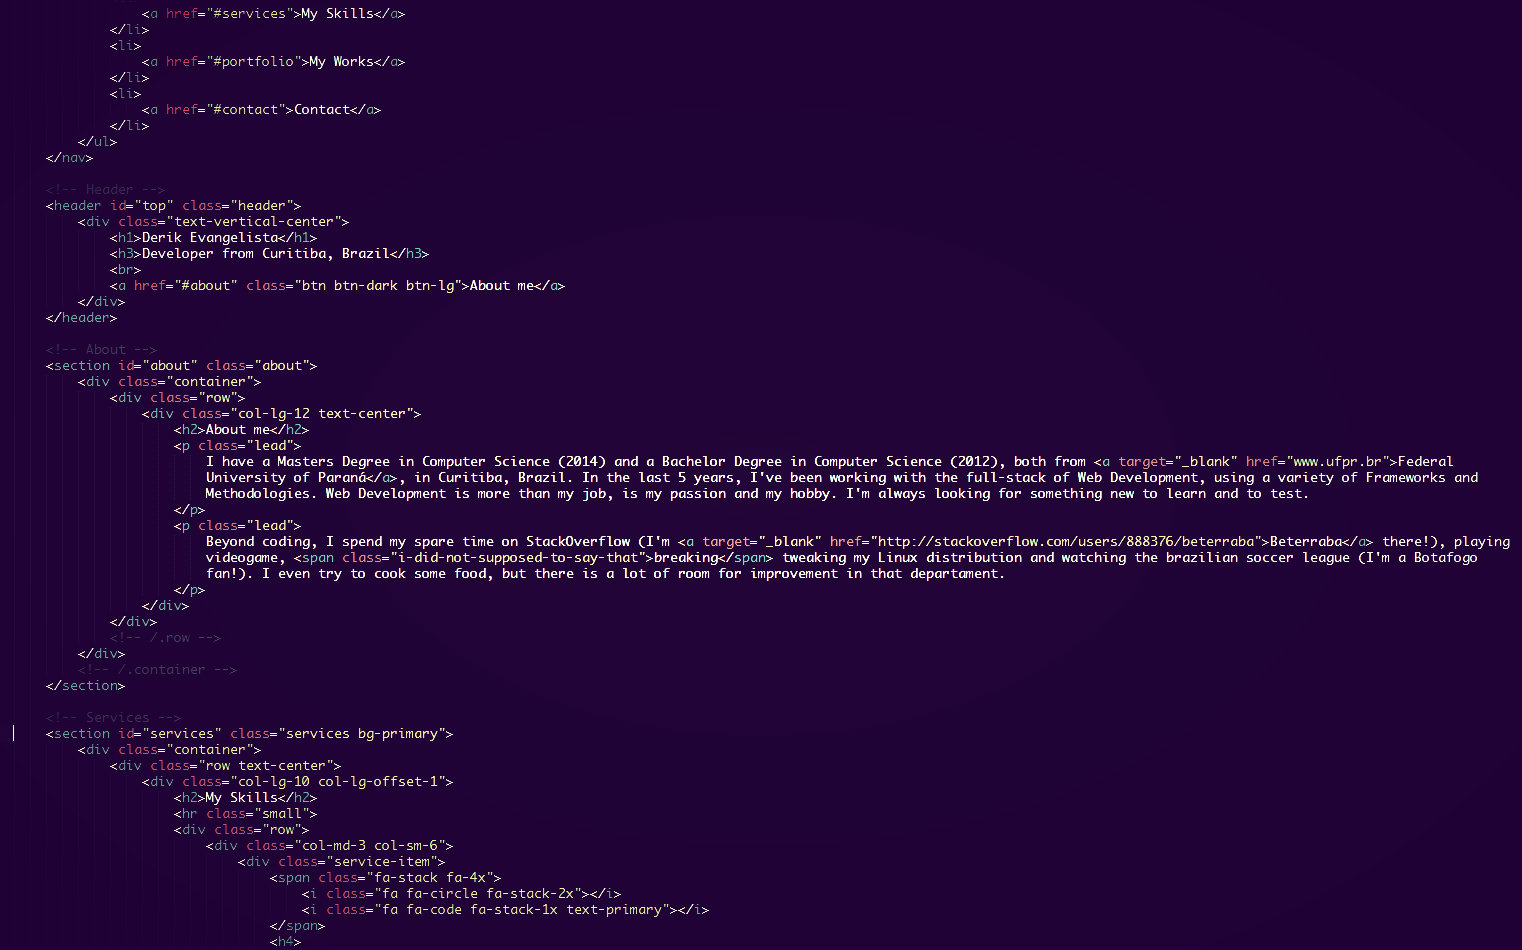 <a href="#services">My Skills</a>
</li>
<li>
<a href="#portfolio">My Works</a>
</li>
<li>
<a href="#contact">Contact</a>
</li>
</ul>
</nav>
<!-- Header -->
<header id="top" class="header">
<div class="text-vertical-center">
<h1>Derik Evangelista</h1>
<h3>Developer from Curitiba, Brazil</h3>
<br>
<a href="#about" class="btn btn-dark btn-lg">About me</a>
</div>
</header>
<!-- About -->
<section id="about" class="about">
<div class="container">
<div class="row">
<div class="col-lg-12 text-center">
<h2>About me</h2>
<p class="lead">
I have a Masters Degree in Computer Science (2014) and a Bachelor Degree in Computer Science (2012), both from <a target="_blank" href="www.ufpr.br">Federal
University of Paraná</a>, in Curitiba, Brazil. In the last 5 years, I've been working with the full-stack of Web Development, using a variety of Frameworks and
Methodologies. Web Development is more than my job, is my passion and my hobby. I'm always looking for something new to learn and to test.
</p>
<p class="lead">
Beyond coding, I spend my spare time on StackOverflow (I'm <a target="_blank" href="http://stackoverflow.com/users/888376/beterraba">Beterraba</a> there!), playing
videogame, <span class="i-did-not-supposed-to-say-that">breaking</span> tweaking my Linux distribution and watching the brazilian soccer league (I'm a Botafogo
fan!). I even try to cook some food, but there is a lot of room for improvement in that departament.
</p>
</div>
</div>
<!-- /.row -->
</div>
<!-- /.container -->
</section>
<!-- Services -->
<section id="services" class="services bg-primary">
<div class="container">
<div class="row text-center">
<div class="col-lg-10 col-lg-offset-1">
<h2>My Skills</h2>
<hr class="small">
<div class="row">
<div class="col-md-3 col-sm-6">
<div class="service-item">
<span class="fa-stack fa-4x">
<i class="fa fa-circle fa-stack-2x"></i>
<i class="fa fa-code fa-stack-1x text-primary"></i>
</span>
<h4>